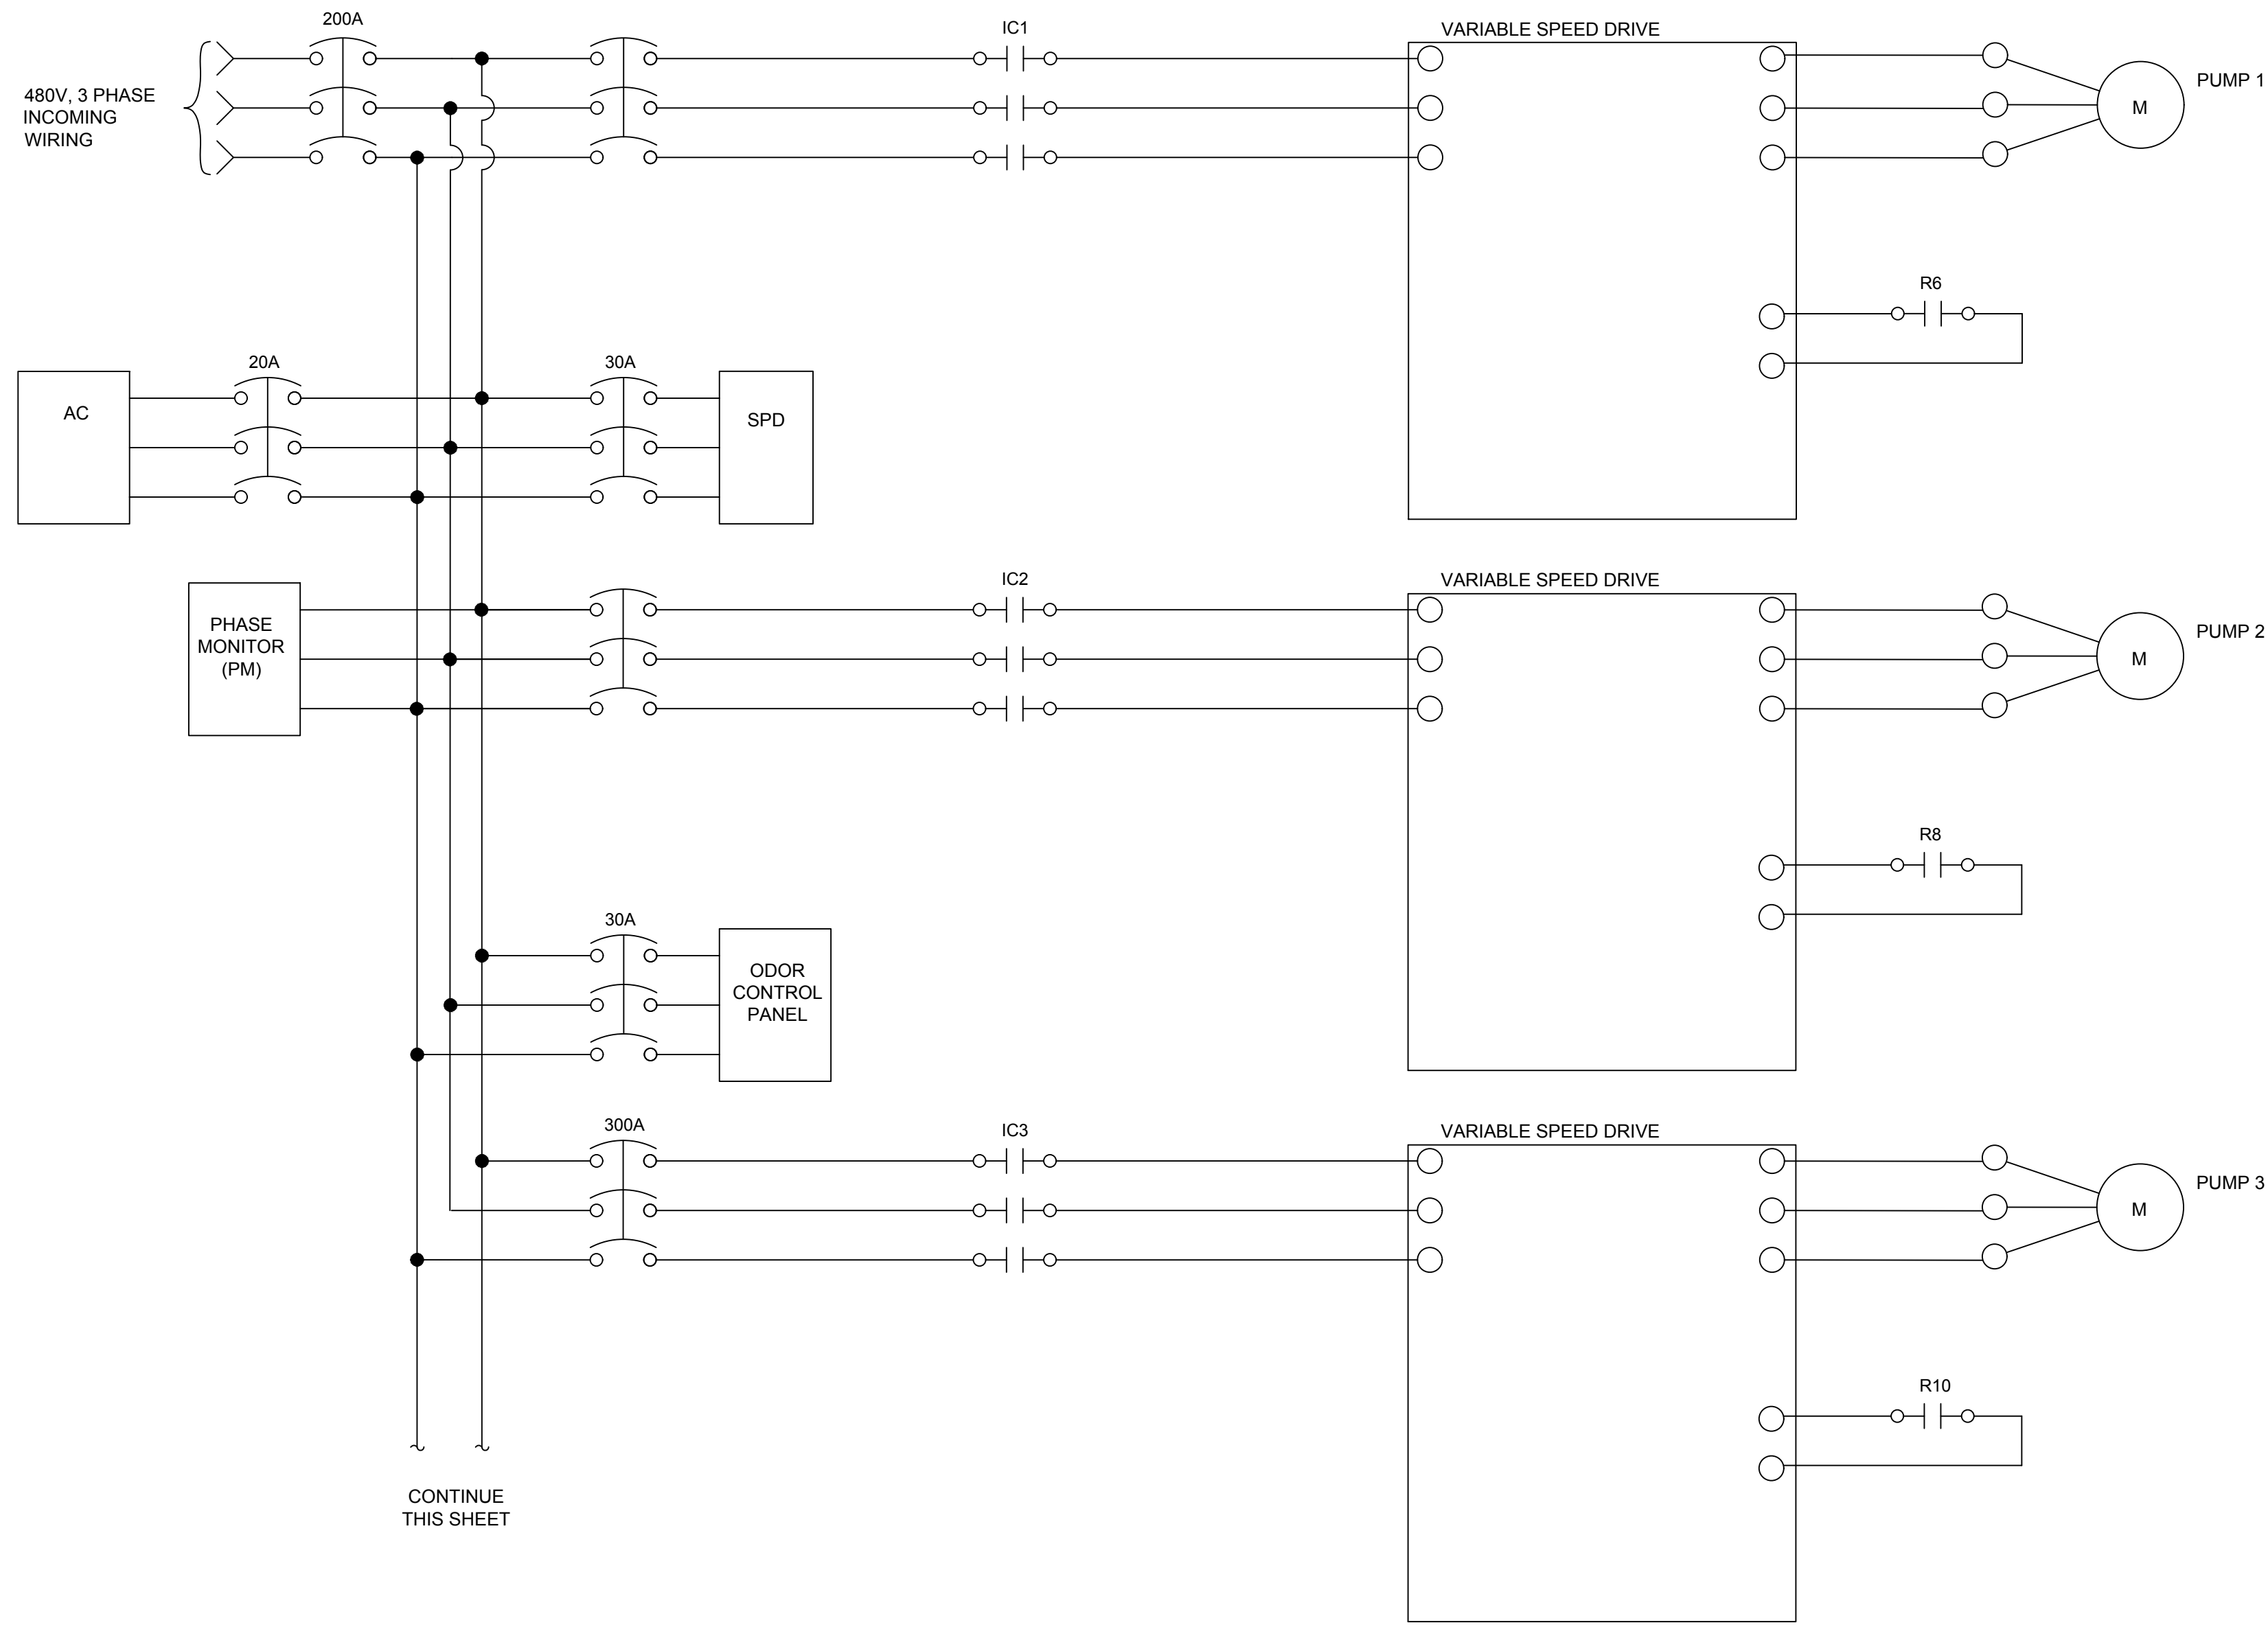 200A
IC1
VARIABLE SPEED DRIVE
480V, 3 PHASE
INCOMING
WIRING
PUMP 1
M
R6
20A
30A
AC
SPD
IC2
VARIABLE SPEED DRIVE
PHASE
MONITOR
(PM)
PUMP 2
M
R8
30A
ODOR
CONTROL
PANEL
300A
IC3
VARIABLE SPEED DRIVE
PUMP 3
M
R10
CONTINUE
THIS SHEET